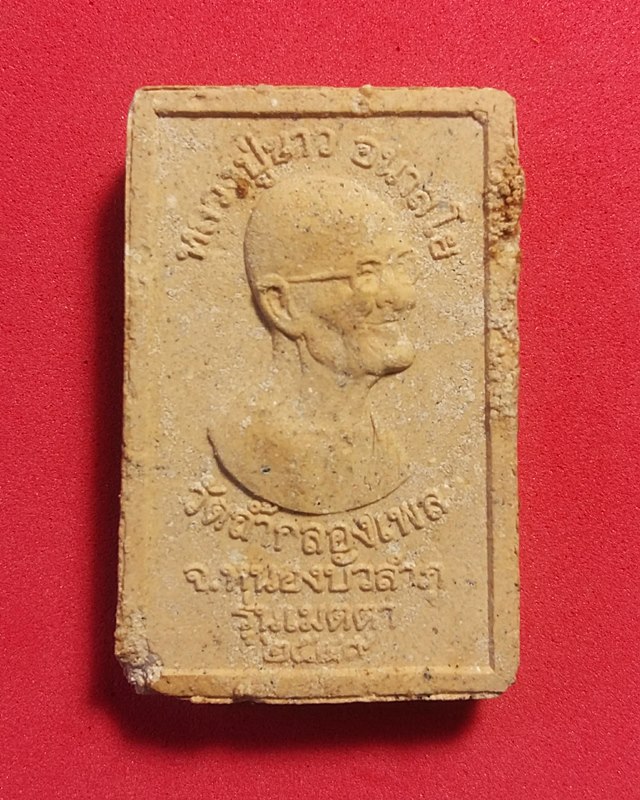 หลวงปู่ขาว อนาลโย
วัดถ้ำกลองเพล
จ.หนองบัวลำภู
รุ่นเมตตา
๒๕๔๙